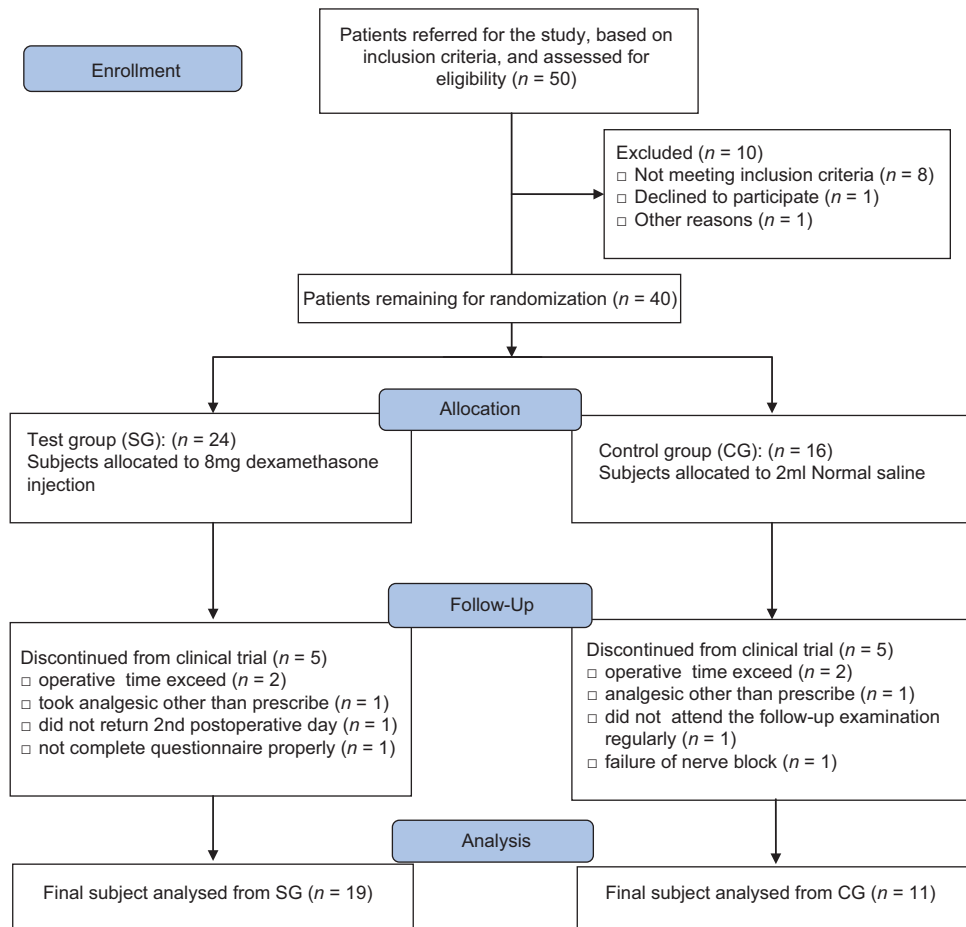 Enrollment
Patients referred for the study, based on
inclusion criteria, and assessed for
eligibility (n = 50)
Excluded (n = 10)
□ Not meeting inclusion criteria (n = 8)
□ Declined to participate (n = 1)
□ Other reasons (n = 1)
Patients remaining for randomization (n = 40)
Allocation
Test group (SG): (n = 24)
Subjects allocated to 8mg dexamethasone
injection
Control group (CG): (n = 16)
Subjects allocated to 2ml Normal saline
Follow-Up
Discontinued from clinical trial (n = 5)
□ operative time exceed (n = 2)
□ took analgesic other than prescribe (n = 1)
□ did not return 2nd postoperative day (n = 1)
□ not complete questionnaire properly (n = 1)
Discontinued from clinical trial (n = 5)
□ operative time exceed (n = 2)
□ analgesic other than prescribe (n = 1)
□ did not attend the follow-up examination
regularly (n = 1)
□ failure of nerve block (n = 1)
Analysis
Final subject analysed from SG (n = 19)
Final subject analysed from CG (n = 11)